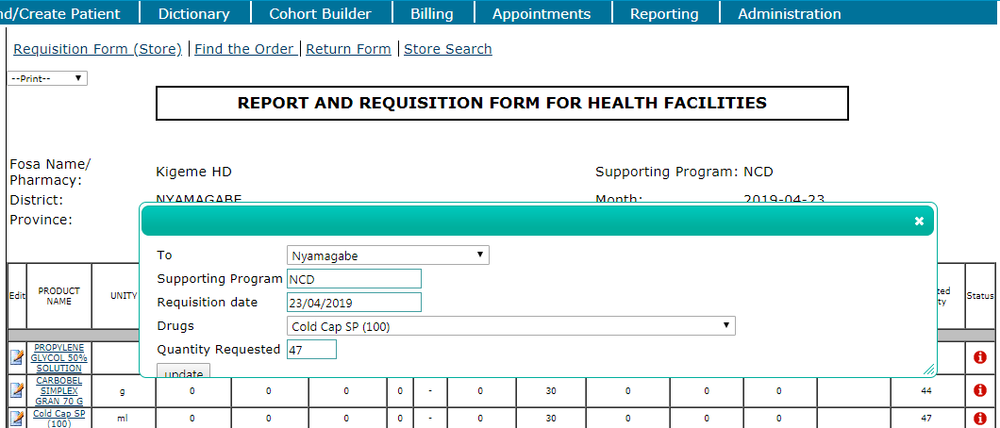 nd/Create Patient Dictionary Cohort Builder Billing Appointments Reporting Administration
Requisition Form (Store) Find the Order Return Form Store Search
--Print--
REPORT AND REQUISITION FORM FOR HEALTH FACILITIES
Fosa Name/
Pharmacy: Kigeme HD Supporting Program: NCD
District: NYAMAGABE Month: 2019-04-23
Province:
To Nyamagabe
Supporting Program NCD
Requisition date 23/04/2019
Drugs Cold Cap SP (100)
Quantity Requested 47
update
Edit PRODUCT NAME UNITY ted ty Status
PROPYLENE
GLYCOL 50%
SOLUTION
CARBOBEL
SIMPLEX
GRAN 70 G g 0 0 0 0 - 0 30 0 0 0 44
Cold Cap SP
(100) ml 0 0 0 0 - 0 30 0 0 0 47